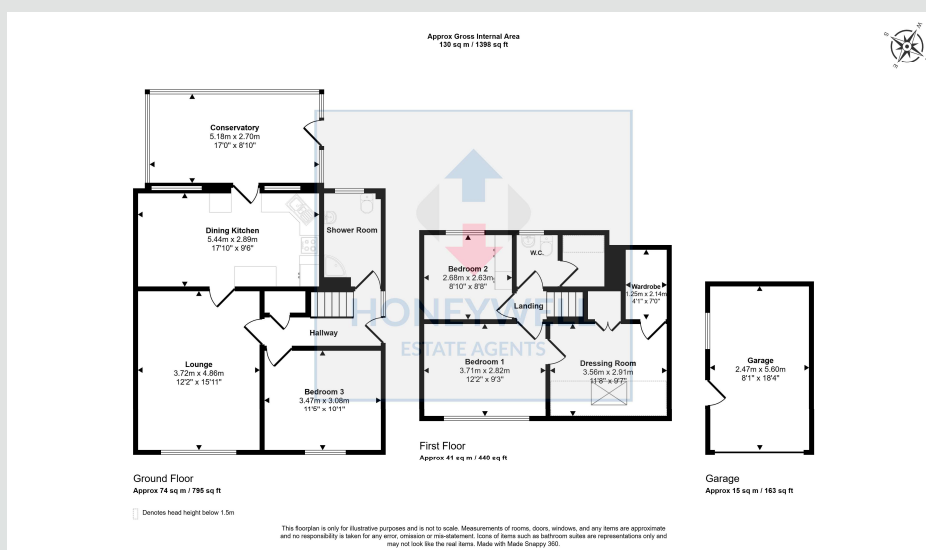 Approx Gross Internal Area
130 sq m / 1398 sq ft
W
S
E
Conservatory
5.18m x 2.70m
17'0" x 8'10"
Dining Kitchen
5.44m x 2.89m
17'10" x 9'6"
Shower Room
Lounge
3.72m x 4.86m
12'2" x 15'11"
Hallway
Bedroom 3
3.47m x 3.08m
11'5" x 10'1"
Ground Floor
Approx 74 sq m / 795 sq ft
Denotes head height below 1.5m
HONEYWELL
ESTATE AGENTS
W.C.
Bedroom 2
2.68m x 2.63m
8'10" x 8'8"
Landing
Wardrobe
1.25m x 2.14m
4'1" x 7'0"
Bedroom 1
3.71m x 2.82m
12'2" x 9'3"
Dressing Room
3.56m x 2.91m
11'8" x 9'7"
First Floor
Approx 41 sq m / 440 sq ft
Garage
2.47m x 5.60m
8'1" x 18'4"
Garage
Approx 15 sq m / 163 sq ft
This floorplan is only for illustrative purposes and is not to scale. Measurements of rooms, doors, windows, and any items are approximate
and no responsibility is taken for any error, omission or mis-statement. Icons of items such as bathroom suites are representations only and
may not look like the real items. Made with Made Snappy 360.